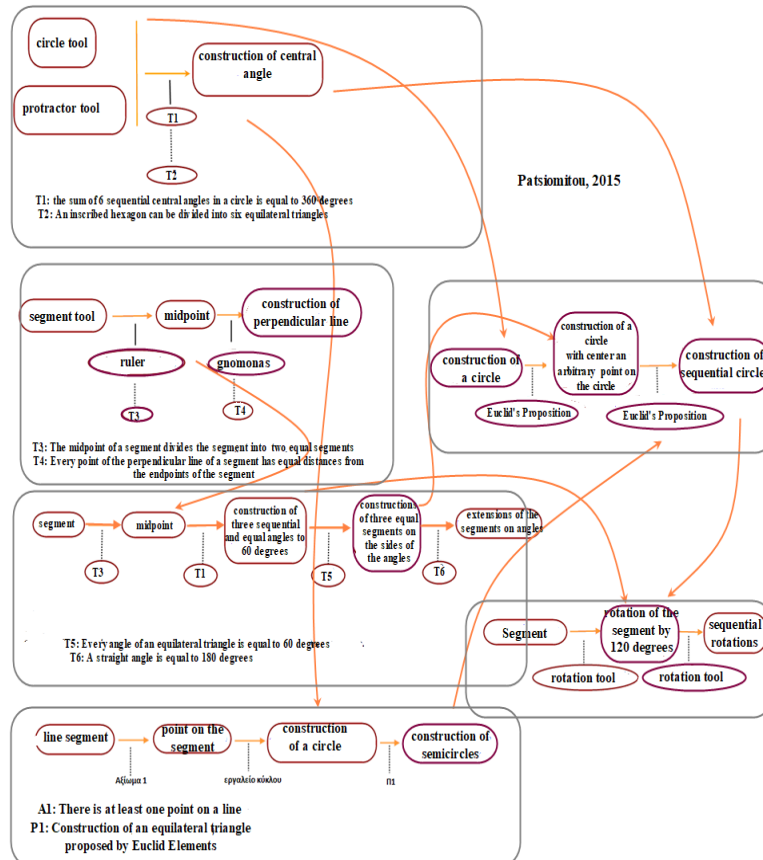 circle tool
protractor tool
construction of central
angle
T1
T2
T1: the sum of 6 sequential central angles in a circle is equal to 360 degrees
T2: An inscribed hexagon can be divided into six equilateral triangles
Patsiomitou, 2015
segment tool
midpoint
construction of
perpendicular line
ruler
gnomonas
T3
T4
T3: The midpoint of a segment divides the segment into two equal segments
T4: Every point of the perpendicular line of a segment has equal distances from
the endpoints of the segment
construction of
a circle
construction of a
circle
with center an
arbitrary point on
the circle
construction of
sequential circle
Euclid's Proposition
Euclid's Proposition
segment
midpoint
construction of
three sequential
and equal angles to
60 degrees
constructions
of three equal
segments on
the sides of
the angles
extensions of the
segments on angles
T3
T1
T5
T6
T5: Every angle of an equilateral triangle is equal to 60 degrees
T6: A straight angle is equal to 180 degrees
Segment
rotation of the
segment by
120 degrees
sequential
rotations
rotation tool
rotation tool
line segment
point on the
segment
construction
of a circle
construction of
semicircles
Αξίωμα 1
εργαλείο κύκλου
Π1
A1: There is at least one point on a line
P1: Construction of an equilateral triangle
proposed by Euclid Elements